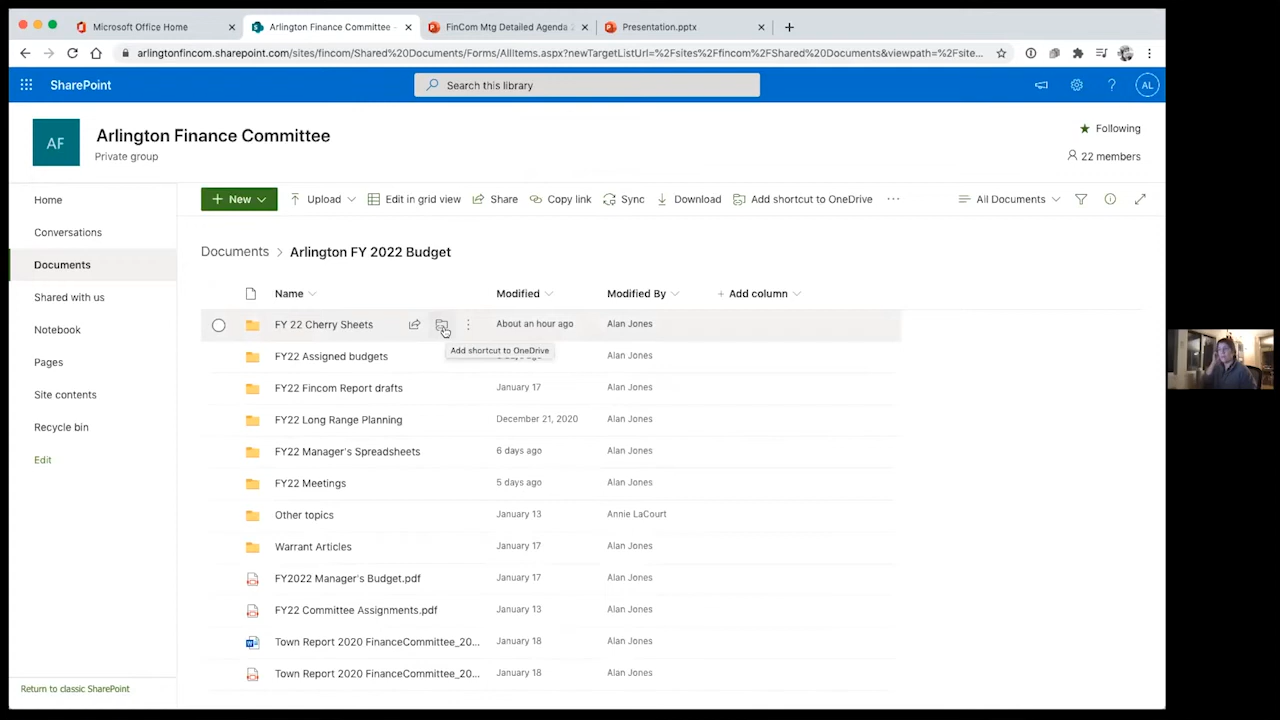 Microsoft Office Home
Arlington Finance Committee -
FinCom Mtg Detailed Agenda 2
Presentation.pptx
arlingtonfincom.sharepoint.com/sites/fincom/Shared%20Documents/Forms/AllItems.aspx?newTargetListUrl=%2Fsites%2Ffincom%2FShared%20Documents&viewpath=%2Fsite...
SharePoint
Search this library
AL
AF
Arlington Finance Committee
Private group
Following
22 members
Home
Conversations
Documents
Shared with us
Notebook
Pages
Site contents
Recycle bin
Edit
Return to classic SharePoint
+ New
Upload
Edit in grid view
Share
Copy link
Sync
Download
Add shortcut to OneDrive
...
All Documents
Documents > Arlington FY 2022 Budget
Name Modified Modified By + Add column
FY 22 Cherry Sheets About an hour ago Alan Jones
Add shortcut to OneDrive
FY22 Assigned budgets Alan Jones
FY22 Fincom Report drafts January 17 Alan Jones
FY22 Long Range Planning December 21, 2020 Alan Jones
FY22 Manager's Spreadsheets 6 days ago Alan Jones
FY22 Meetings 5 days ago Alan Jones
Other topics January 13 Annie LaCourt
Warrant Articles January 17 Alan Jones
FY2022 Manager's Budget.pdf January 17 Alan Jones
FY22 Committee Assignments.pdf January 13 Alan Jones
Town Report 2020 FinanceCommittee_20... January 18 Alan Jones
Town Report 2020 FinanceCommittee_20... January 18 Alan Jones